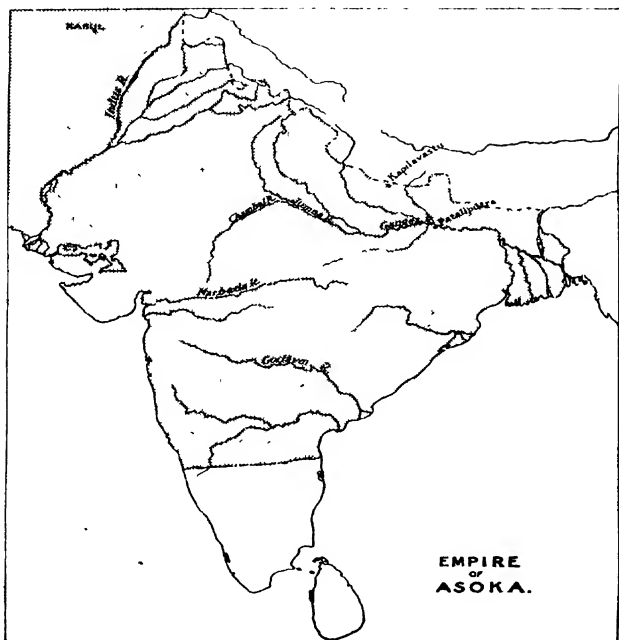 KABUL
Indus R.
Kapilavastu
Chambal R.
Jumna R.
Ganges R.
Pataliputra
Narbada R.
Godavari R.
EMPIRE
OF
ASOKA.